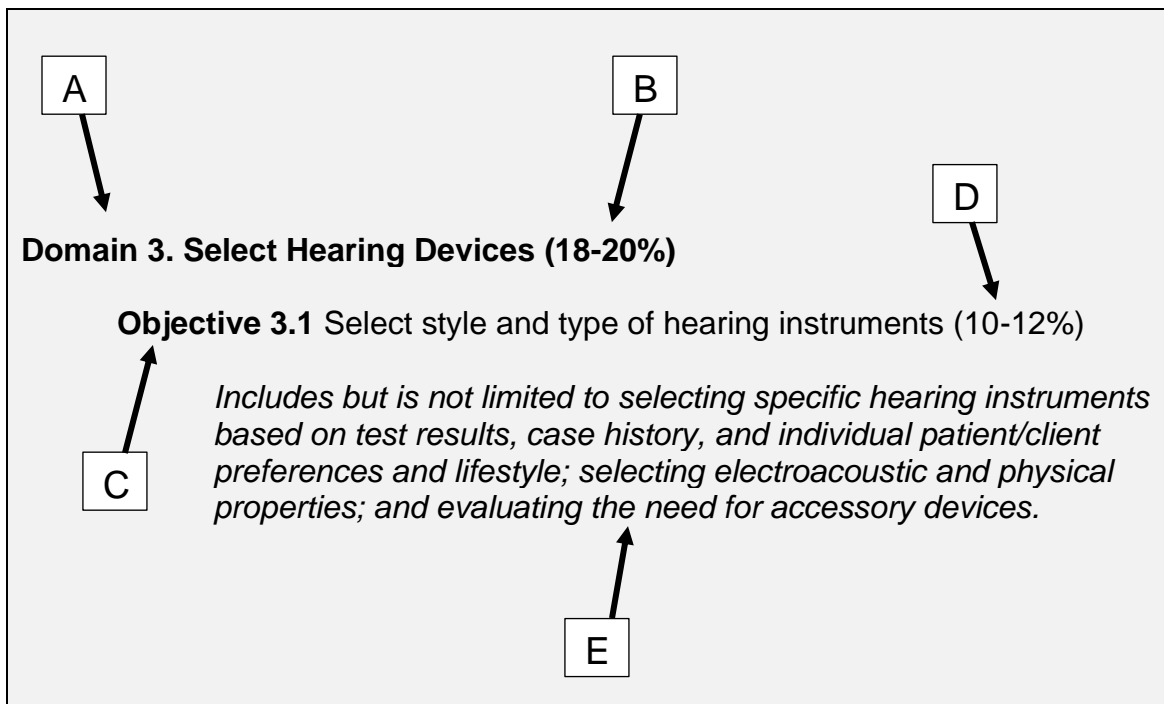 A
B
D
Domain 3. Select Hearing Devices (18-20%)
Objective 3.1 Select style and type of hearing instruments (10-12%)
Includes but is not limited to selecting specific hearing instruments
based on test results, case history, and individual patient/client
preferences and lifestyle; selecting electroacoustic and physical
properties; and evaluating the need for accessory devices.
C
E